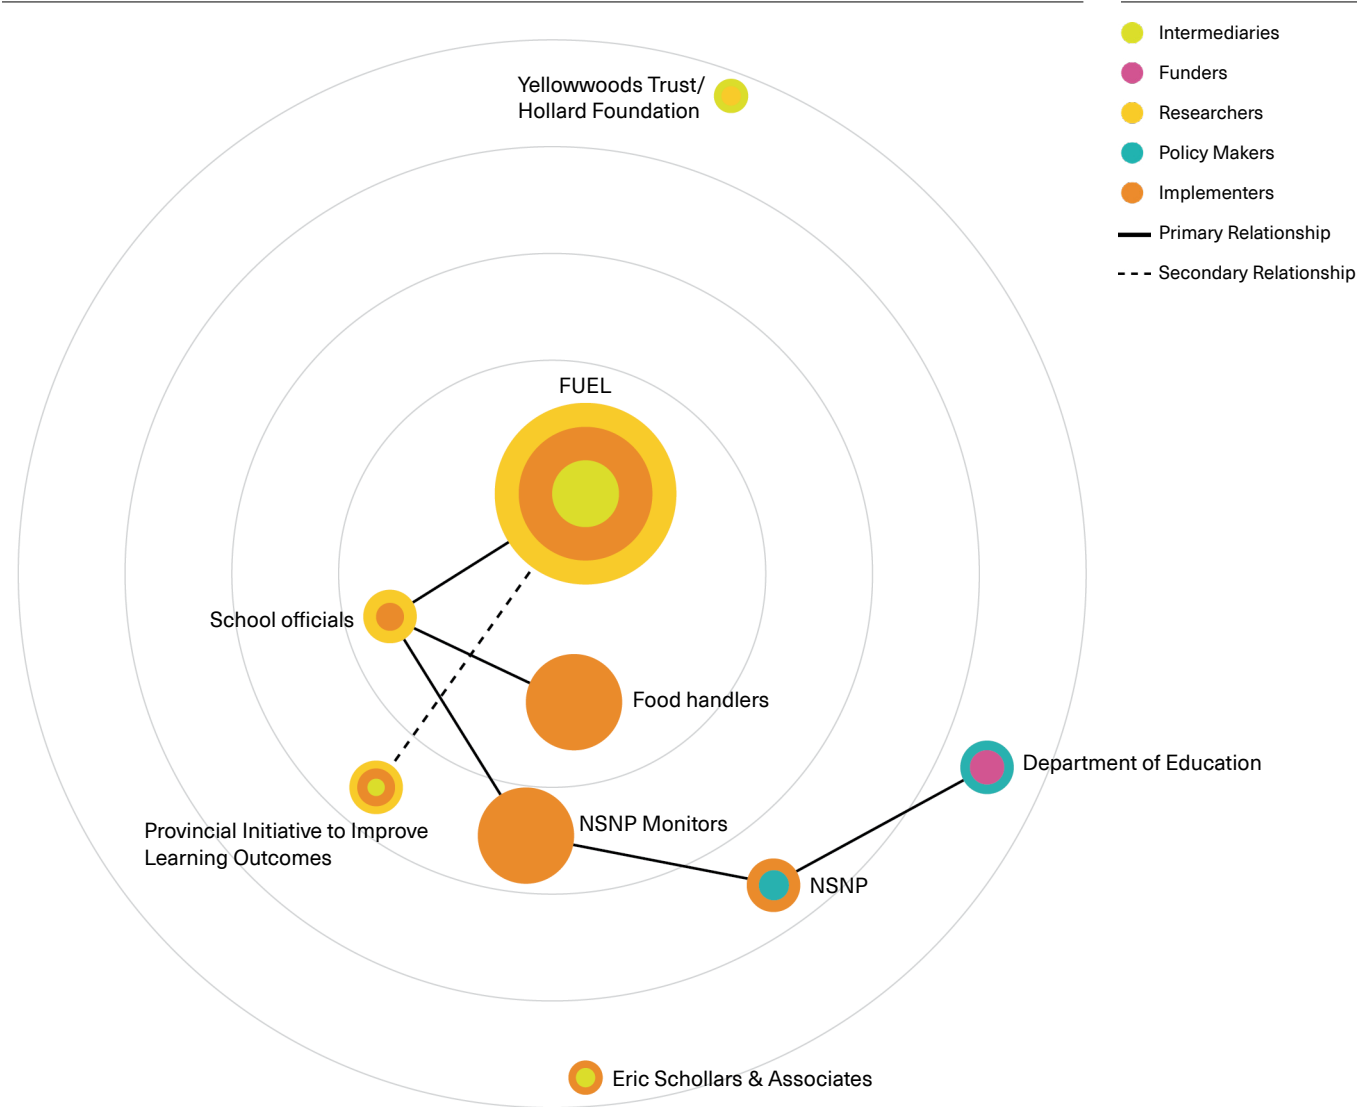 Intermediaries
Funders
Researchers
Policy Makers
Implementers
Primary Relationship
Secondary Relationship
Yellowwoods Trust/
Hollard Foundation
FUEL
School officials
Food handlers
Department of Education
Provincial Initiative to Improve
Learning Outcomes
NSNP Monitors
NSNP
Eric Schollars & Associates